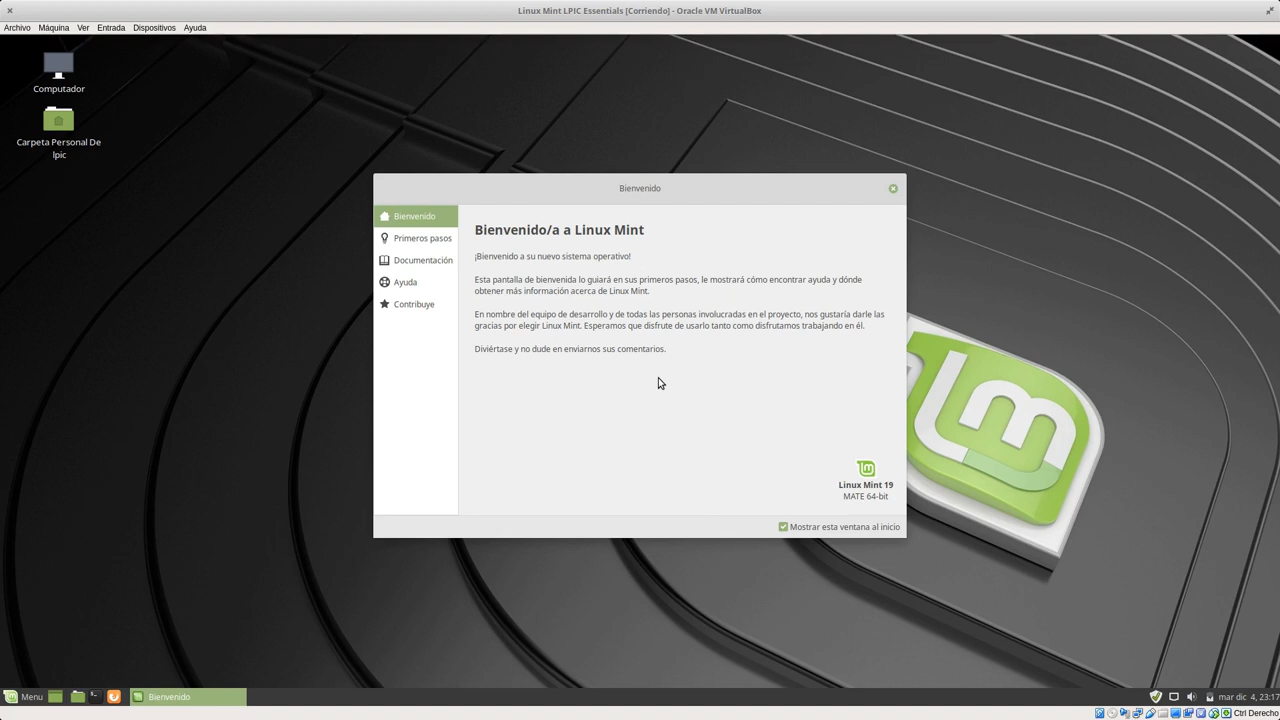 Linux Mint LPIC Essentials [Corriendo] - Oracle VM VirtualBox
Archivo Máquina Ver Entrada Dispositivos Ayuda
Computador
Carpeta Personal De
lpic
Bienvenido
Bienvenido
Primeros pasos
Documentación
Ayuda
Contribuye
Bienvenido/a a Linux Mint
¡Bienvenido a su nuevo sistema operativo!
Esta pantalla de bienvenida lo guiará en sus primeros pasos, le mostrará cómo encontrar ayuda y dónde
obtener más información acerca de Linux Mint.
En nombre del equipo de desarrollo y de todas las personas involucradas en el proyecto, nos gustaría darle las
gracias por elegir Linux Mint. Esperamos que disfrute de usarlo tanto como disfrutamos trabajando en él.
Diviértase y no dude en enviarnos sus comentarios.
Linux Mint 19
MATE 64-bit
Mostrar esta ventana al inicio
Menu Bienvenido mar dic 4, 23:17
Ctrl Derecho